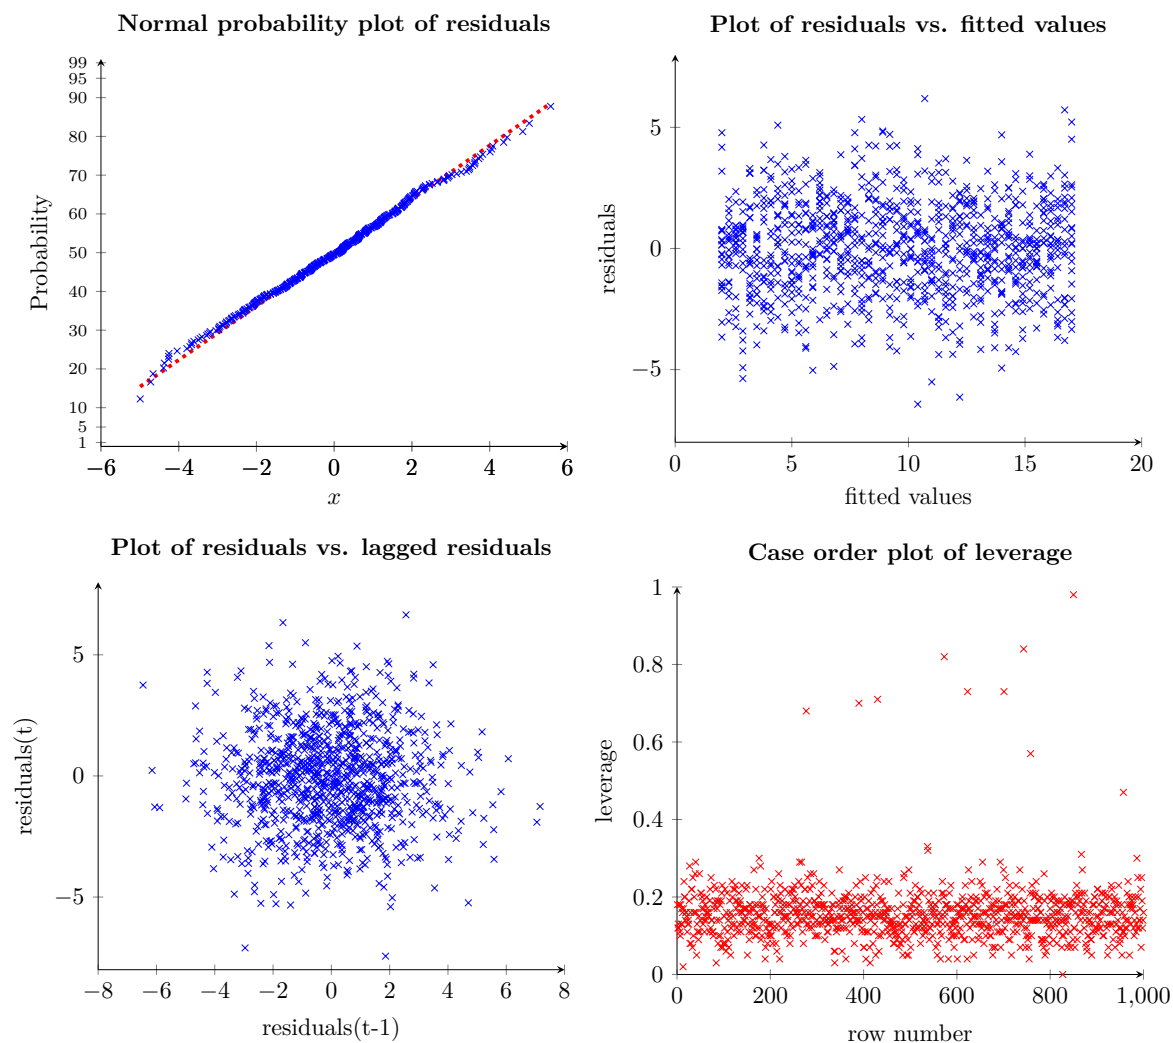 Normal probability plot of residuals
99
95
90
80
70
60
50
40
30
20
10
5
1
Probability
−6 −4 −2 0 2 4 6
x
Plot of residuals vs. fitted values
5
0
−5
residuals
0 5 10 15 20
fitted values
Plot of residuals vs. lagged residuals
5
0
−5
residuals(t)
−8 −6 −4 −2 0 2 4 6 8
residuals(t-1)
Case order plot of leverage
1
0.8
0.6
0.4
0.2
0
leverage
0 200 400 600 800 1,000
row number